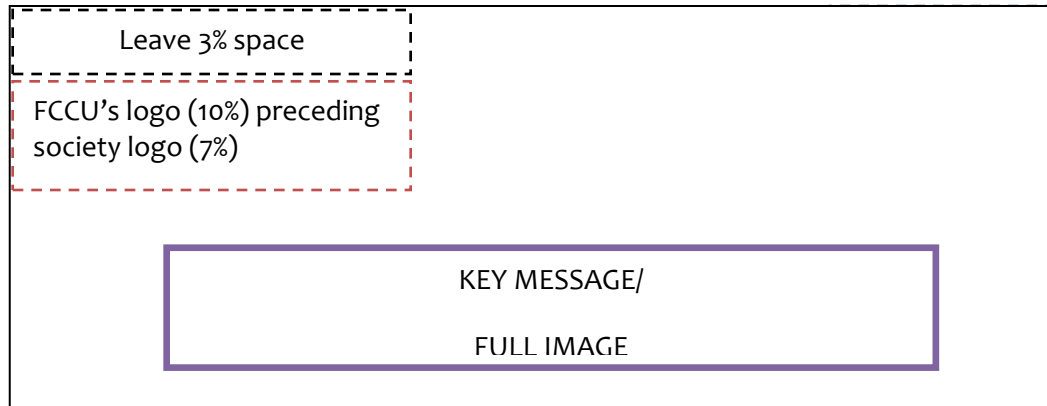 Leave 3% space
FCCU's logo (10%) preceding
society logo (7%)
KEY MESSAGE/
FULL IMAGE